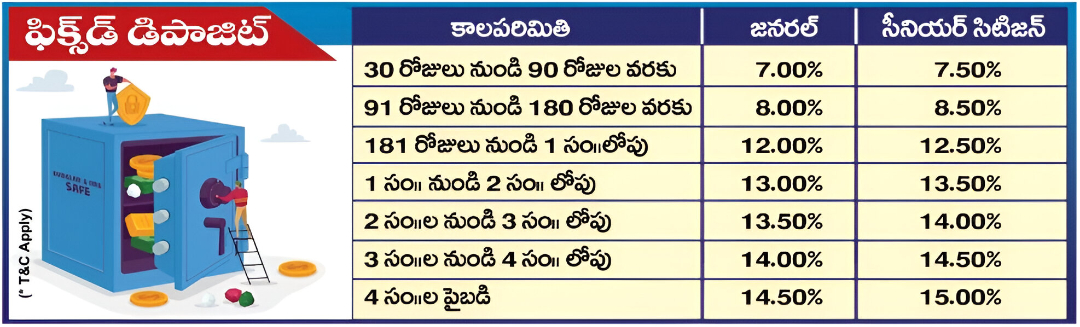 ఫిక్స్‌డ్ డిపాజిట్
కాలపరిమితి జనరల్ సీనియర్ సిటిజన్
30 రోజులు నుండి 90 రోజుల వరకు 7.00% 7.50%
91 రోజులు నుండి 180 రోజుల వరకు 8.00% 8.50%
181 రోజులు నుండి 1 సం॥లోపు 12.00% 12.50%
1 సం॥ నుండి 2 సం॥ లోపు 13.00% 13.50%
2 సం॥ల నుండి 3 సం॥ లోపు 13.50% 14.00%
3 సం॥ల నుండి 4 సం॥ లోపు 14.00% 14.50%
4 సం॥ల పైబడి 14.50% 15.00%
SAFE
(* T&C Apply)